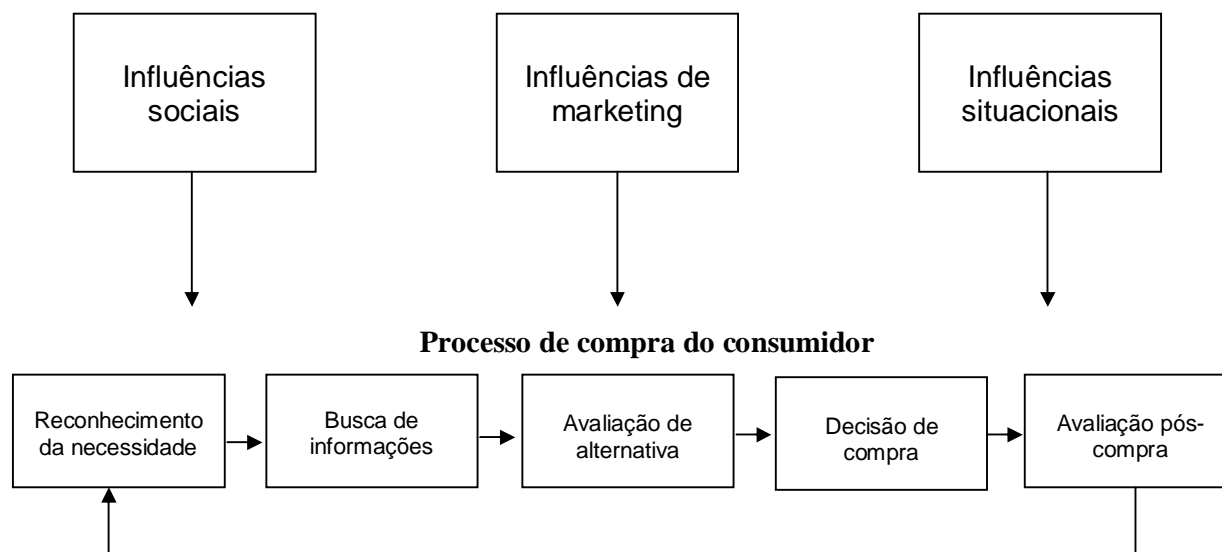 Influências
sociais
Influências de
marketing
Influências
situacionais
Processo de compra do consumidor
Reconhecimento
da necessidade
Busca de
informações
Avaliação de
alternativa
Decisão de
compra
Avaliação pós-
compra